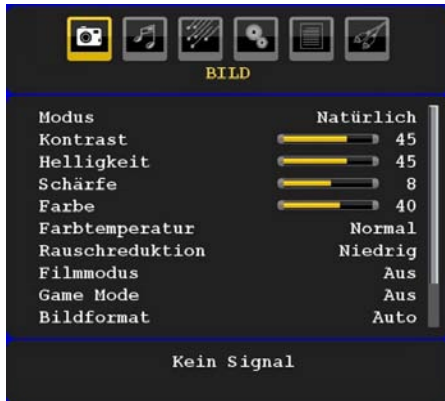 BILD
Modus Natürlich
Kontrast 45
Helligkeit 45
Schärfe 8
Farbe 40
Farbtemperatur Normal
Rauschreduktion Niedrig
Filmmodus Aus
Game Mode Aus
Bildformat Auto
Kein Signal